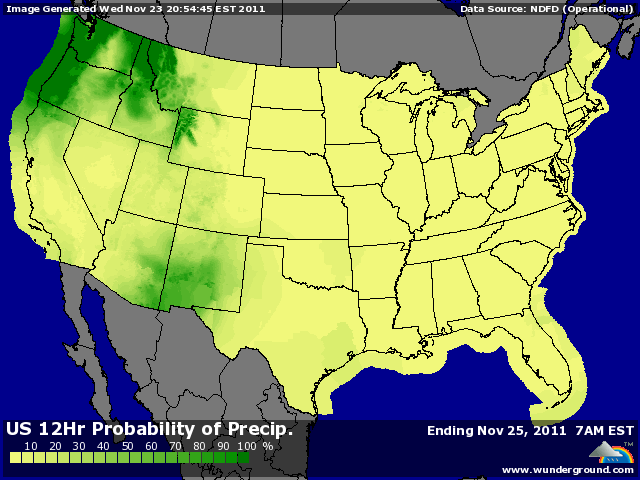 Image Generated Wed Nov 23 20:54:45 EST 2011 Data Source: NDFD (Operational)
US 12Hr Probability of Precip. Ending Nov 25, 2011 7AM EST
10 20 30 40 50 60 70 80 90 100 %
TM
www.wunderground.com